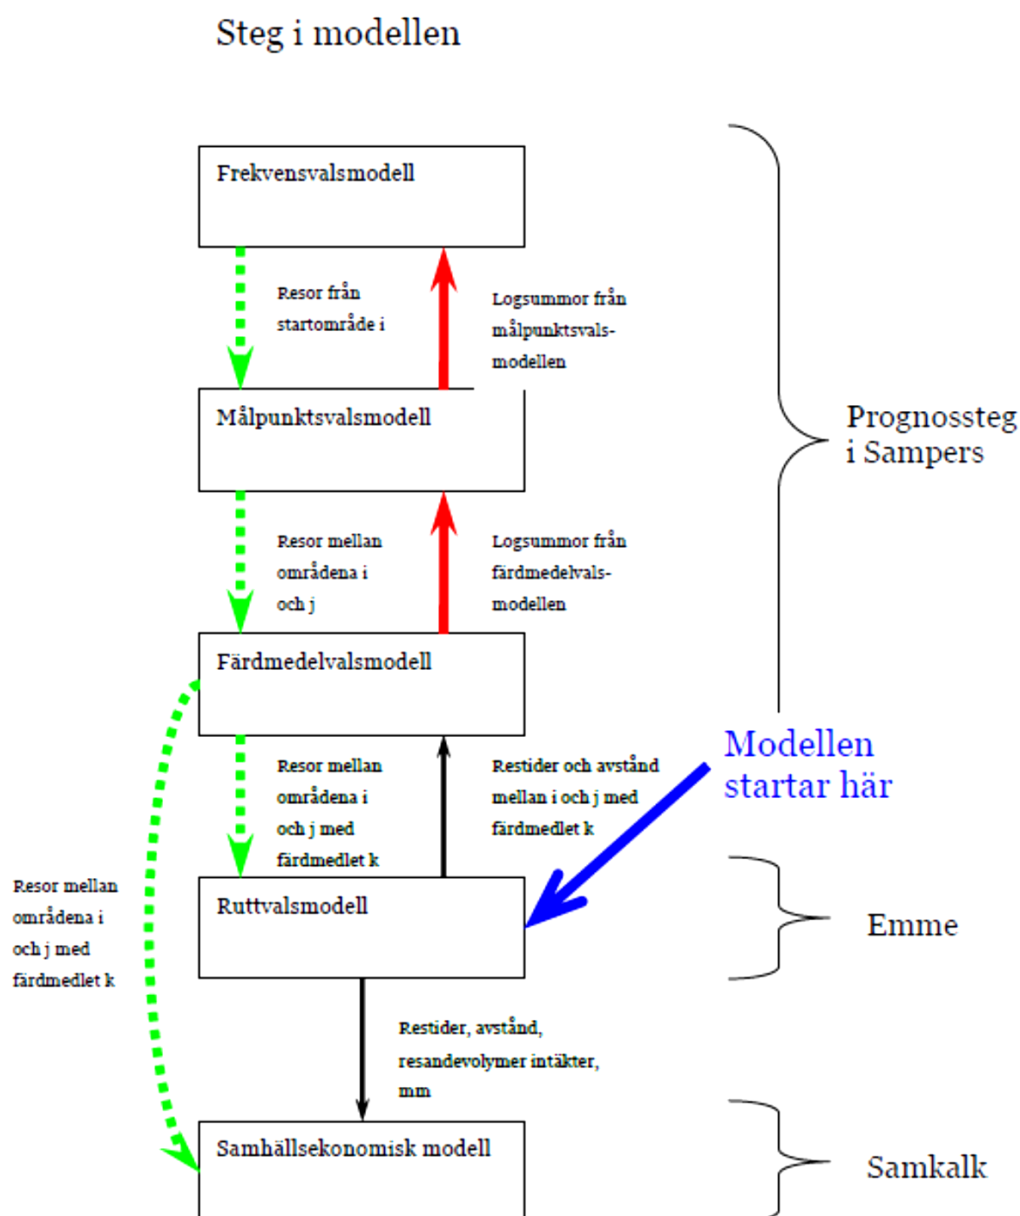 Steg i modellen
Frekvensvalsmodell
Resor från
startområde i
Logsummor från
målpunktsvals-
modellen
Målpunktsvalsmodell
Prognossteg
i Sampers
Resor mellan
områdena i
och j
Logsummor från
färdmedelvals-
modellen
Färdmedelvalsmodell
Resor mellan
områdena i
och j med
färdmedlet k
Restider och avstånd
mellan i och j med
färdmedlet k
Modellen
startar här
Resor mellan
områdena i
och j med
färdmedlet k
Ruttvalsmodell
Emme
Restider, avstånd,
resandevolymer intäkter,
mm
Samhällsekonomisk modell
Samkalk